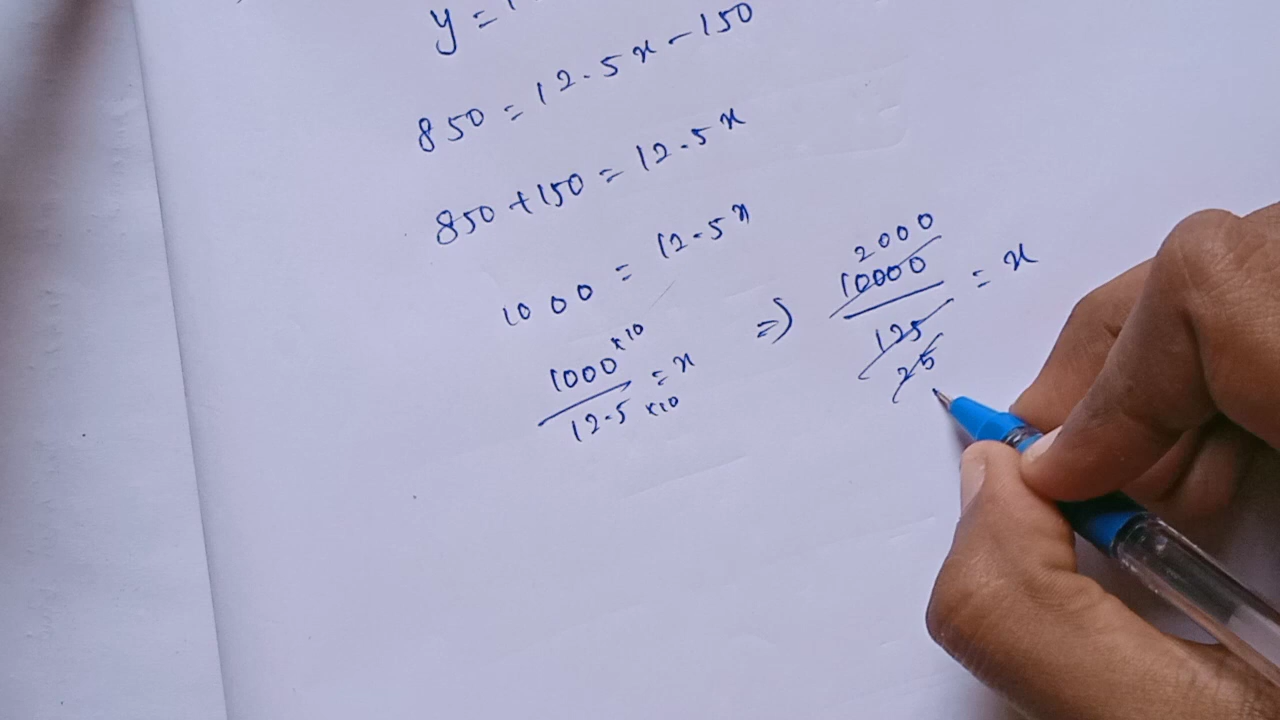 y =
850 = 12.5x - 150
850 + 150 = 12.5x
1000 = 12.5x
1000 ×10 / 12.5 ×10 = x ⇒ 10000 / 125 = x
2000
25